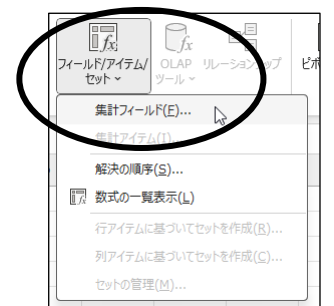 フィールド/アイテム/ OLAP リレーションシップ ピボ
セット ツール
集計フィールド(F)...
集計アイテム(I)...
解決の順序(S)...
数式の一覧表示(L)
行アイテムに基づいてセットを作成(R)...
列アイテムに基づいてセットを作成(C)...
セットの管理(M)...